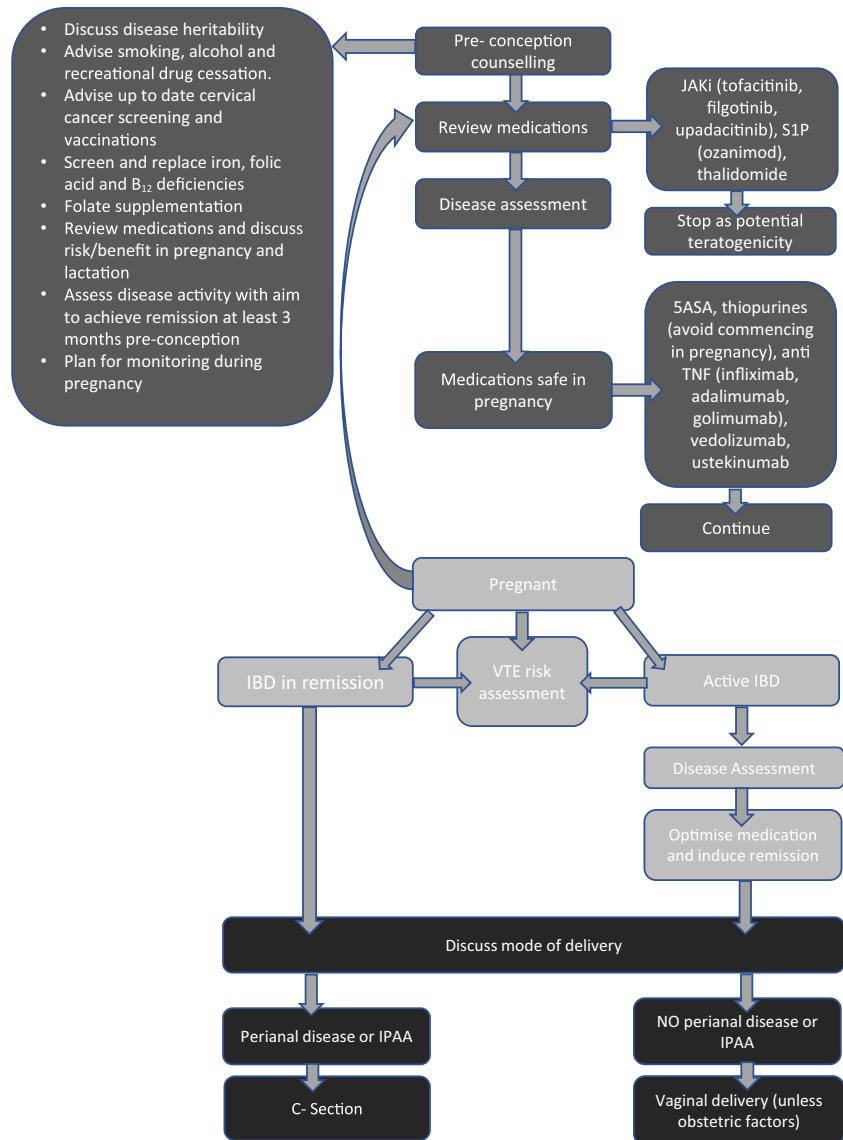 • Discuss disease heritability
• Advise smoking, alcohol and
recreational drug cessation.
• Advise up to date cervical
cancer screening and
vaccinations
• Screen and replace iron, folic
acid and B₁₂ deficiencies
• Folate supplementation
• Review medications and discuss
risk/benefit in pregnancy and
lactation
• Assess disease activity with aim
to achieve remission at least 3
months pre-conception
• Plan for monitoring during
pregnancy
Pre- conception
counselling
Review medications
JAKi (tofacitinib,
filgotinib,
upadacitinib), S1P
(ozanimod),
thalidomide
Stop as potential
teratogenicity
Disease assessment
Medications safe in
pregnancy
5ASA, thiopurines
(avoid commencing
in pregnancy), anti
TNF (infliximab,
adalimumab,
golimumab),
vedolizumab,
ustekinumab
Continue
Pregnant
IBD in remission
VTE risk
assessment
Active IBD
Disease Assessment
Optimise medication
and induce remission
Discuss mode of delivery
Perianal disease or IPAA
NO perianal disease or
IPAA
C- Section
Vaginal delivery (unless
obstetric factors)